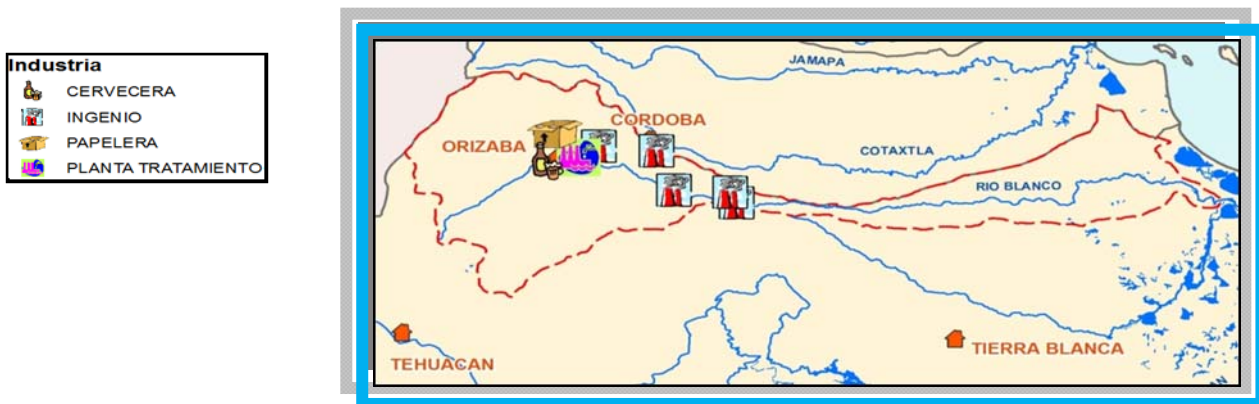 Industria
CERVECERA
INGENIO
PAPELERA
PLANTA TRATAMIENTO
JAMAPA
CORDOBA
ORIZABA
COTAXTLA
RIO BLANCO
TIERRA BLANCA
TEHUACAN